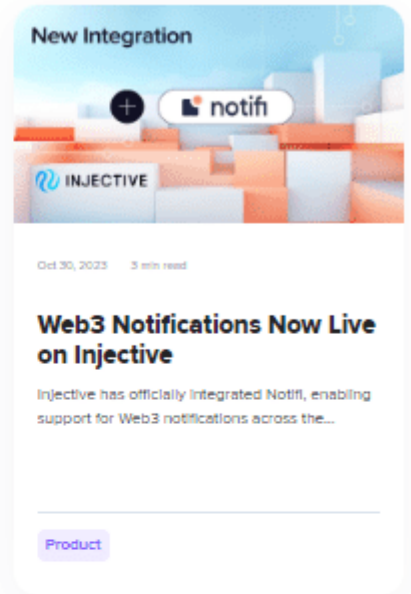 New Integration
notifi
INJECTIVE
Oct 30, 2023 3 min read
Web3 Notifications Now Live
on Injective
Injective has officially integrated Notifi, enabling
support for Web3 notifications across the...
Product